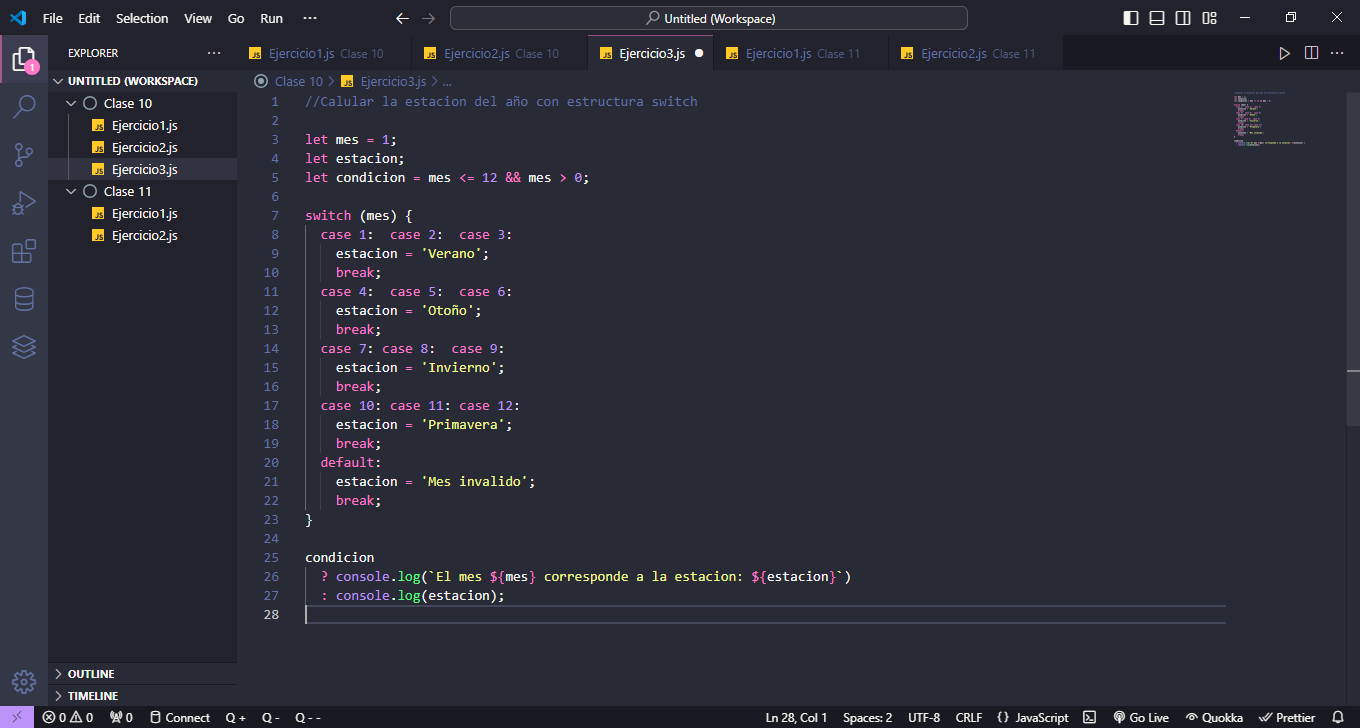 File Edit Selection View Go Run ··· Untitled (Workspace)
EXPLORER ···
Ejercicio1.js Clase 10 Ejercicio2.js Clase 10 Ejercicio3.js Ejercicio1.js Clase 11 Ejercicio2.js Clase 11
1
UNTITLED (WORKSPACE)
Clase 10
Ejercicio1.js
Ejercicio2.js
Ejercicio3.js
Clase 11
Ejercicio1.js
Ejercicio2.js
OUTLINE
TIMELINE
Clase 10 > Ejercicio3.js > ...
1 //Calular la estacion del año con estructura switch
2
3 let mes = 1;
4 let estacion;
5 let condicion = mes <= 12 && mes > 0;
6
7 switch (mes) {
8 case 1: case 2: case 3:
9 estacion = 'Verano';
10 break;
11 case 4: case 5: case 6:
12 estacion = 'Otoño';
13 break;
14 case 7: case 8: case 9:
15 estacion = 'Invierno';
16 break;
17 case 10: case 11: case 12:
18 estacion = 'Primavera';
19 break;
20 default:
21 estacion = 'Mes invalido';
22 break;
23 }
24
25 condicion
26 ? console.log(`El mes ${mes} corresponde a la estacion: ${estacion}`)
27 : console.log(estacion);
28
0 0 0 Connect Q + Q - Q - - Ln 28, Col 1 Spaces: 2 UTF-8 CRLF {} JavaScript Go Live Quokka Prettier